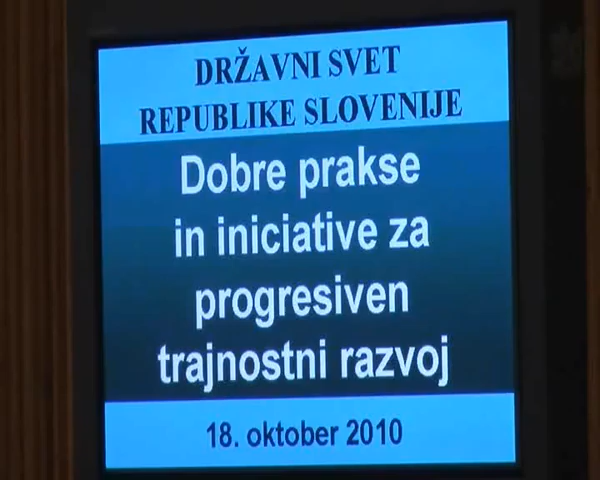 DRŽAVNI SVET
REPUBLIKE SLOVENIJE
Dobre prakse
in iniciative za
progresiven
trajnostni razvoj
18. oktober 2010